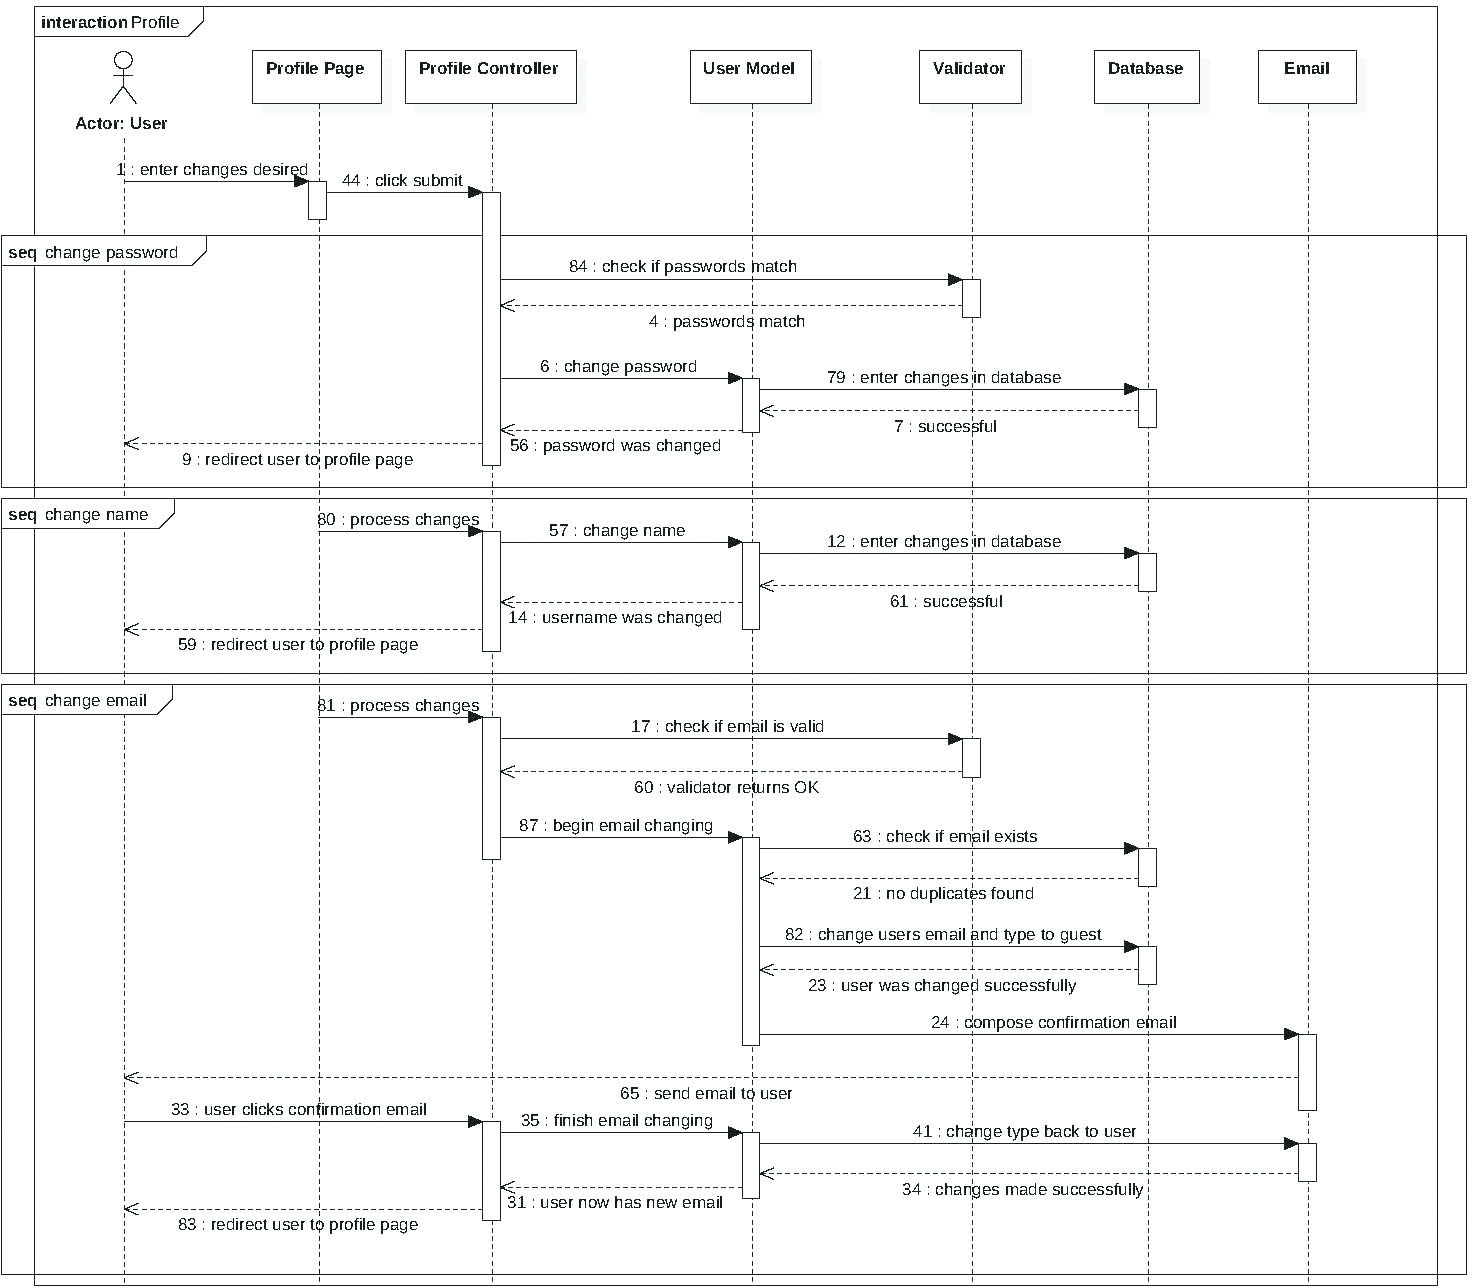 interaction Profile
Profile Page
Profile Controller
User Model
Validator
Database
Email
Actor: User
1 : enter changes desired
44 : click submit
seq change password
84 : check if passwords match
4 : passwords match
6 : change password
79 : enter changes in database
7 : successful
56 : password was changed
9 : redirect user to profile page
seq change name
80 : process changes
57 : change name
12 : enter changes in database
61 : successful
14 : username was changed
59 : redirect user to profile page
seq change email
81 : process changes
17 : check if email is valid
60 : validator returns OK
87 : begin email changing
63 : check if email exists
21 : no duplicates found
82 : change users email and type to guest
23 : user was changed successfully
24 : compose confirmation email
65 : send email to user
33 : user clicks confirmation email
35 : finish email changing
41 : change type back to user
34 : changes made successfully
31 : user now has new email
83 : redirect user to profile page